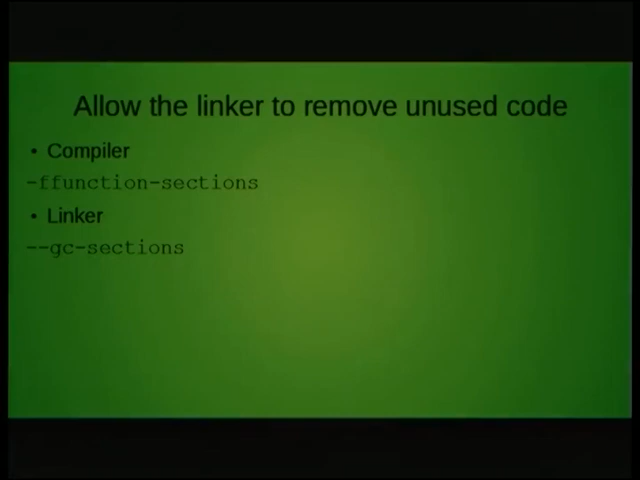 Allow the linker to remove unused code
• Compiler
-ffunction-sections
• Linker
--gc-sections